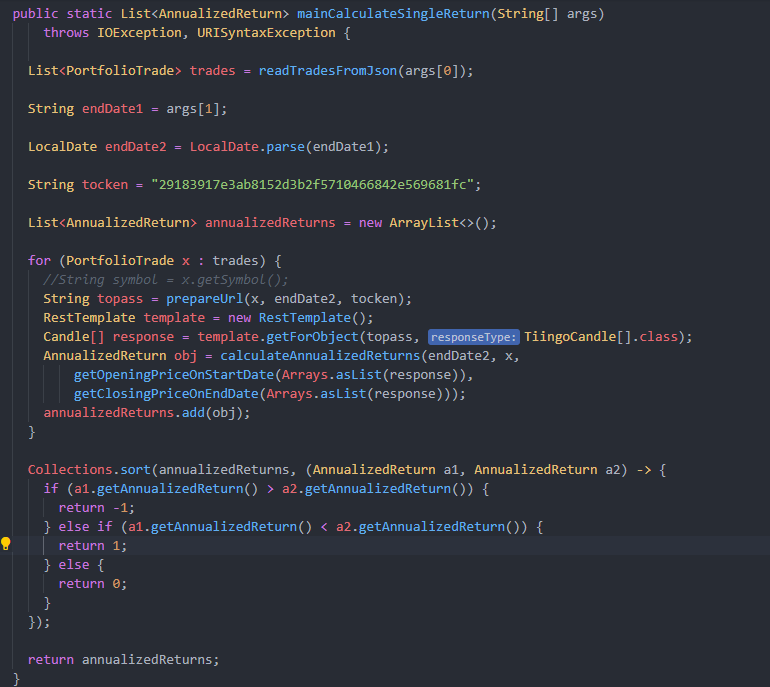 public static List<AnnualizedReturn> mainCalculateSingleReturn(String[] args)
throws IOException, URISyntaxException {
List<PortfolioTrade> trades = readTradesFromJson(args[0]);
String endDate1 = args[1];
LocalDate endDate2 = LocalDate.parse(endDate1);
String tocken = "29183917e3ab8152d3b2f5710466842e569681fc";
List<AnnualizedReturn> annualizedReturns = new ArrayList<>();
for (PortfolioTrade x : trades) {
//String symbol = x.getSymbol();
String topass = prepareUrl(x, endDate2, tocken);
RestTemplate template = new RestTemplate();
Candle[] response = template.getForObject(topass, responseType: TiingoCandle[].class);
AnnualizedReturn obj = calculateAnnualizedReturns(endDate2, x,
getOpeningPriceOnStartDate(Arrays.asList(response)),
getClosingPriceOnEndDate(Arrays.asList(response)));
annualizedReturns.add(obj);
}
Collections.sort(annualizedReturns, (AnnualizedReturn a1, AnnualizedReturn a2) -> {
if (a1.getAnnualizedReturn() > a2.getAnnualizedReturn()) {
return -1;
} else if (a1.getAnnualizedReturn() < a2.getAnnualizedReturn()) {
return 1;
} else {
return 0;
}
});
return annualizedReturns;
}